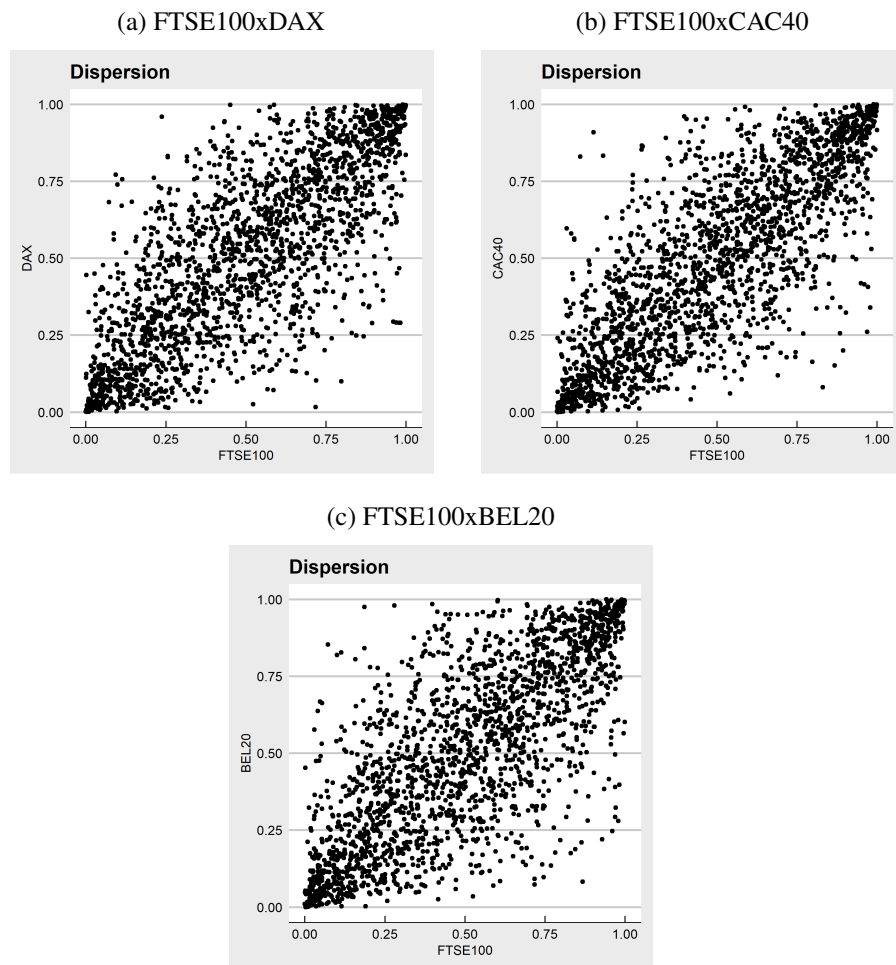 (a) FTSE100xDAX
Dispersion
1.00
0.75
0.50
0.25
0.00
DAX
0.00 0.25 0.50 0.75 1.00
FTSE100
(b) FTSE100xCAC40
Dispersion
1.00
0.75
0.50
0.25
0.00
CAC40
0.00 0.25 0.50 0.75 1.00
FTSE100
(c) FTSE100xBEL20
Dispersion
1.00
0.75
0.50
0.25
0.00
BEL20
0.00 0.25 0.50 0.75 1.00
FTSE100